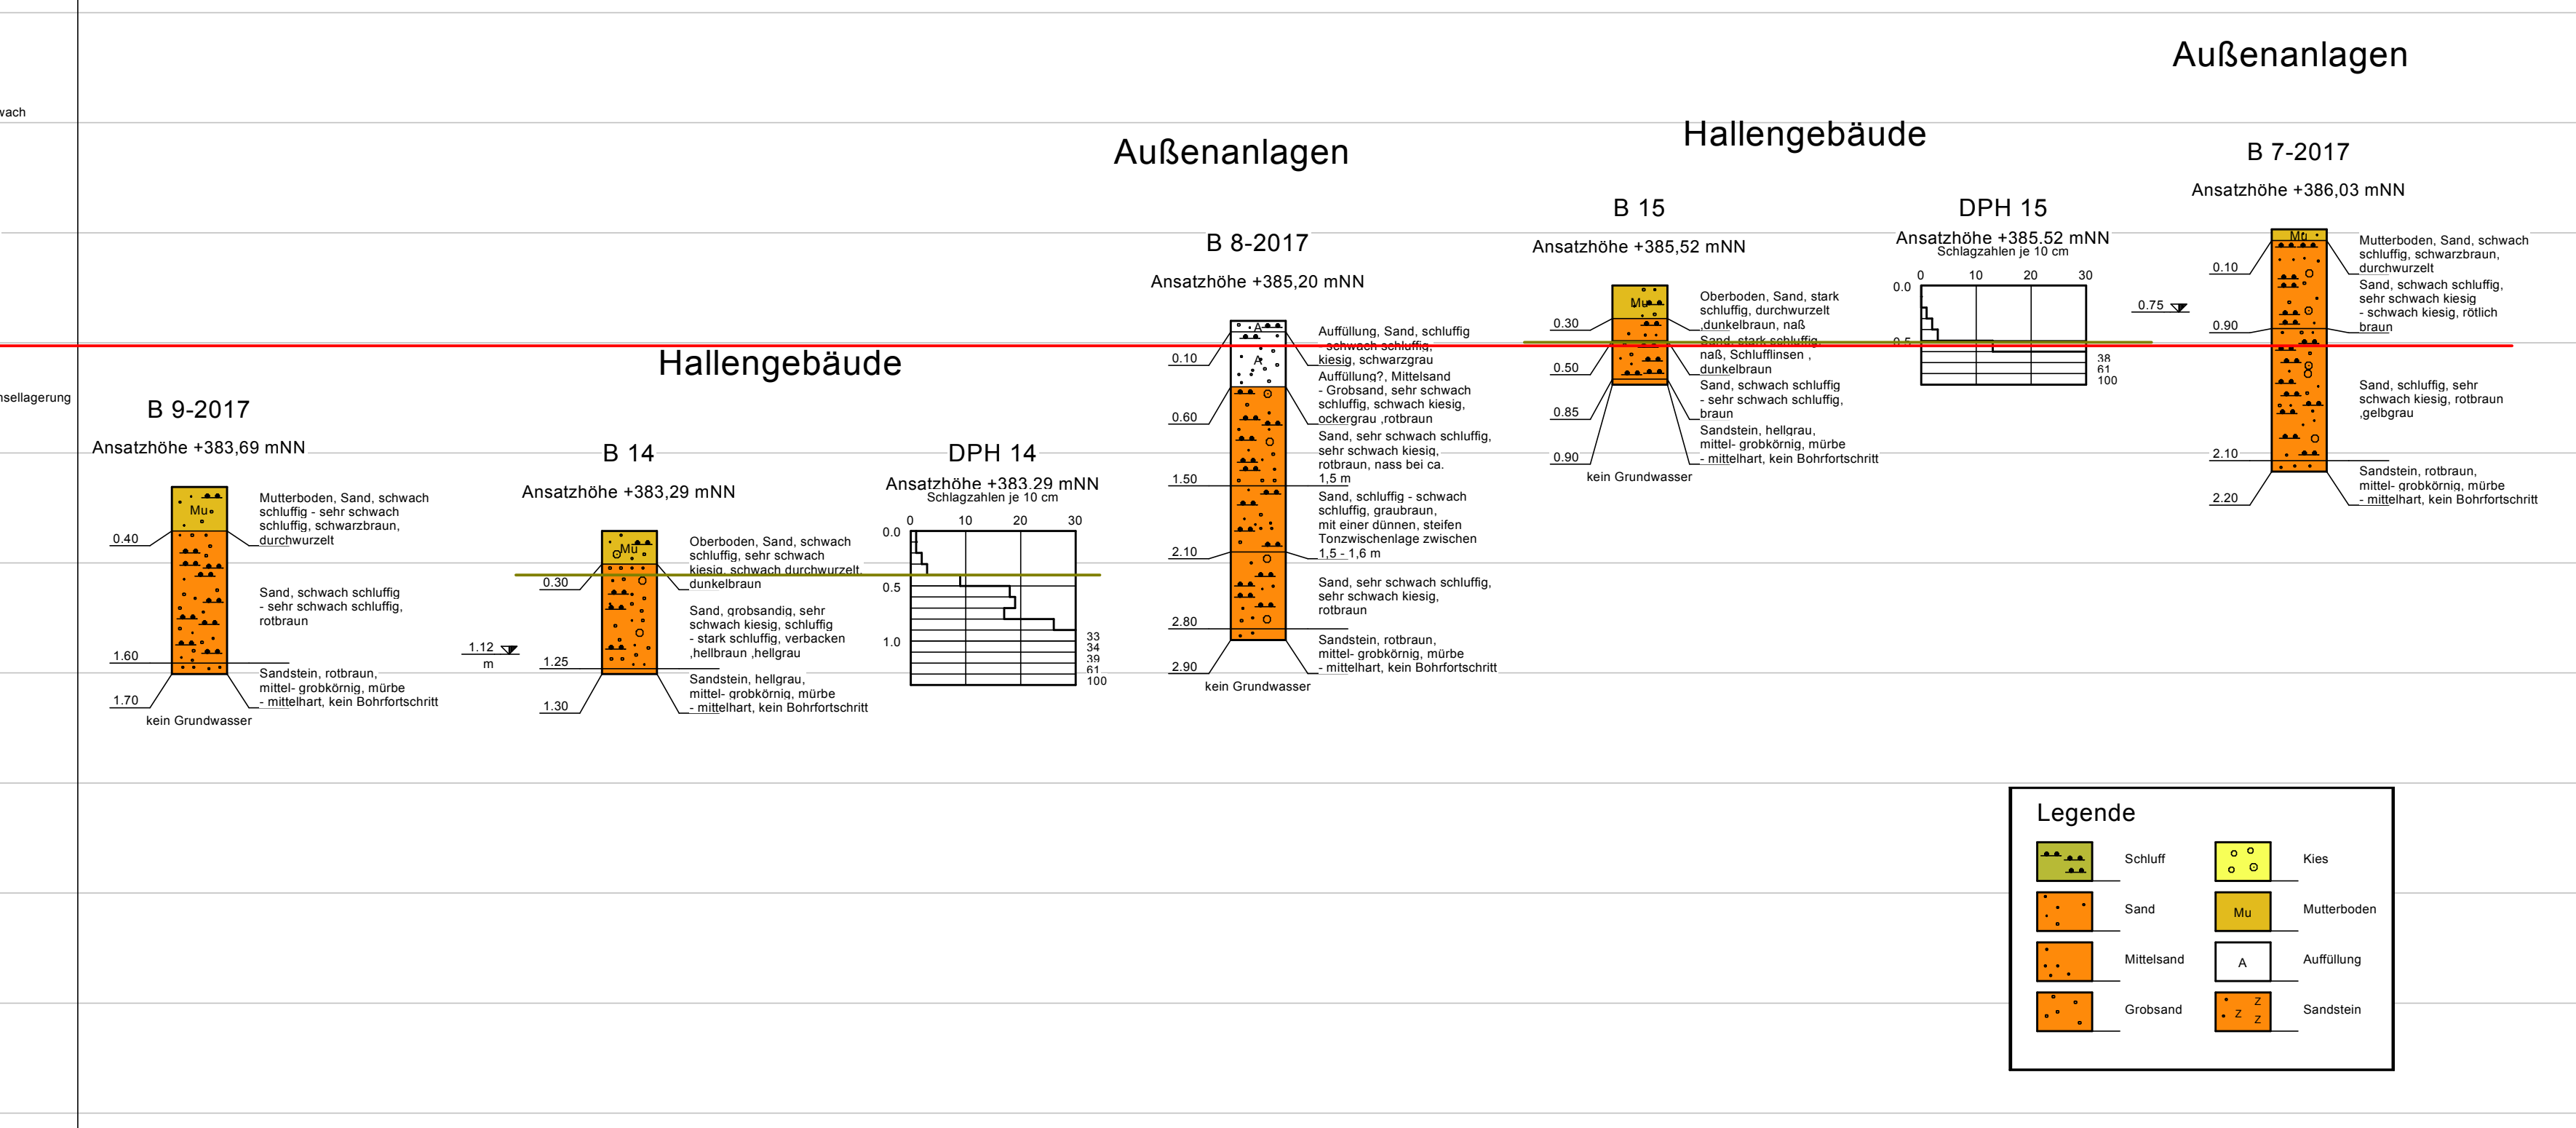 wach
nsellagerung
Außenanlagen
Hallengebäude
Außenanlagen
Hallengebäude
B 9-2017
Ansatzhöhe +383,69 mNN
Mu
0.40
1.60
1.70
Mutterboden, Sand, schwach
schluffig - sehr schwach
schluffig, schwarzbraun,
durchwurzelt
Sand, schwach schluffig
- sehr schwach schluffig,
rotbraun
Sandstein, rotbraun,
mittel- grobkörnig, mürbe
- mittelhart, kein Bohrfortschritt
kein Grundwasser
B 14
Ansatzhöhe +383,29 mNN
Mu
0.30
1.12
m
1.25
1.30
Oberboden, Sand, schwach
schluffig, sehr schwach
kiesig, schwach durchwurzelt,
dunkelbraun
Sand, grobsandig, sehr
schwach kiesig, schluffig
- stark schluffig, verbacken
,hellbraun ,hellgrau
Sandstein, hellgrau,
mittel- grobkörnig, mürbe
- mittelhart, kein Bohrfortschritt
DPH 14
Ansatzhöhe +383.29 mNN
Schlagzahlen je 10 cm
0 10 20 30
0.0
0.5
1.0
33
34
39
61
100
B 8-2017
Ansatzhöhe +385,20 mNN
A
A
0.10
0.60
1.50
2.10
2.80
2.90
Auffüllung, Sand, schluffig
- schwach schluffig,
kiesig, schwarzgrau
Auffüllung?, Mittelsand
- Grobsand, sehr schwach
schluffig, schwach kiesig,
ockergrau ,rotbraun
Sand, sehr schwach schluffig,
sehr schwach kiesig,
rotbraun, nass bei ca.
1,5 m
Sand, schluffig - schwach
schluffig, graubraun,
mit einer dünnen, steifen
Tonzwischenlage zwischen
1,5 - 1,6 m
Sand, sehr schwach schluffig,
sehr schwach kiesig,
rotbraun
Sandstein, rotbraun,
mittel- grobkörnig, mürbe
- mittelhart, kein Bohrfortschritt
kein Grundwasser
B 15
Ansatzhöhe +385,52 mNN
Mu
0.30
0.50
0.85
0.90
Oberboden, Sand, stark
schluffig, durchwurzelt
,dunkelbraun, naß
Sand, stark schluffig,
naß, Schlufflinsen ,
dunkelbraun
Sand, schwach schluffig
- sehr schwach schluffig,
braun
Sandstein, hellgrau,
mittel- grobkörnig, mürbe
- mittelhart, kein Bohrfortschritt
kein Grundwasser
DPH 15
Ansatzhöhe +385.52 mNN
Schlagzahlen je 10 cm
0 10 20 30
0.0
0.5
38
61
100
B 7-2017
Ansatzhöhe +386,03 mNN
Mu
0.10
0.75
0.90
2.10
2.20
Mutterboden, Sand, schwach
schluffig, schwarzbraun,
durchwurzelt
Sand, schwach schluffig,
sehr schwach kiesig
- schwach kiesig, rötlich
braun
Sand, schluffig, sehr
schwach kiesig, rotbraun
,gelbgrau
Sandstein, rotbraun,
mittel- grobkörnig, mürbe
- mittelhart, kein Bohrfortschritt
Legende
Schluff
Kies
Sand
Mu
Mutterboden
Mittelsand
A
Auffüllung
Grobsand
Z
Z
Z
Sandstein